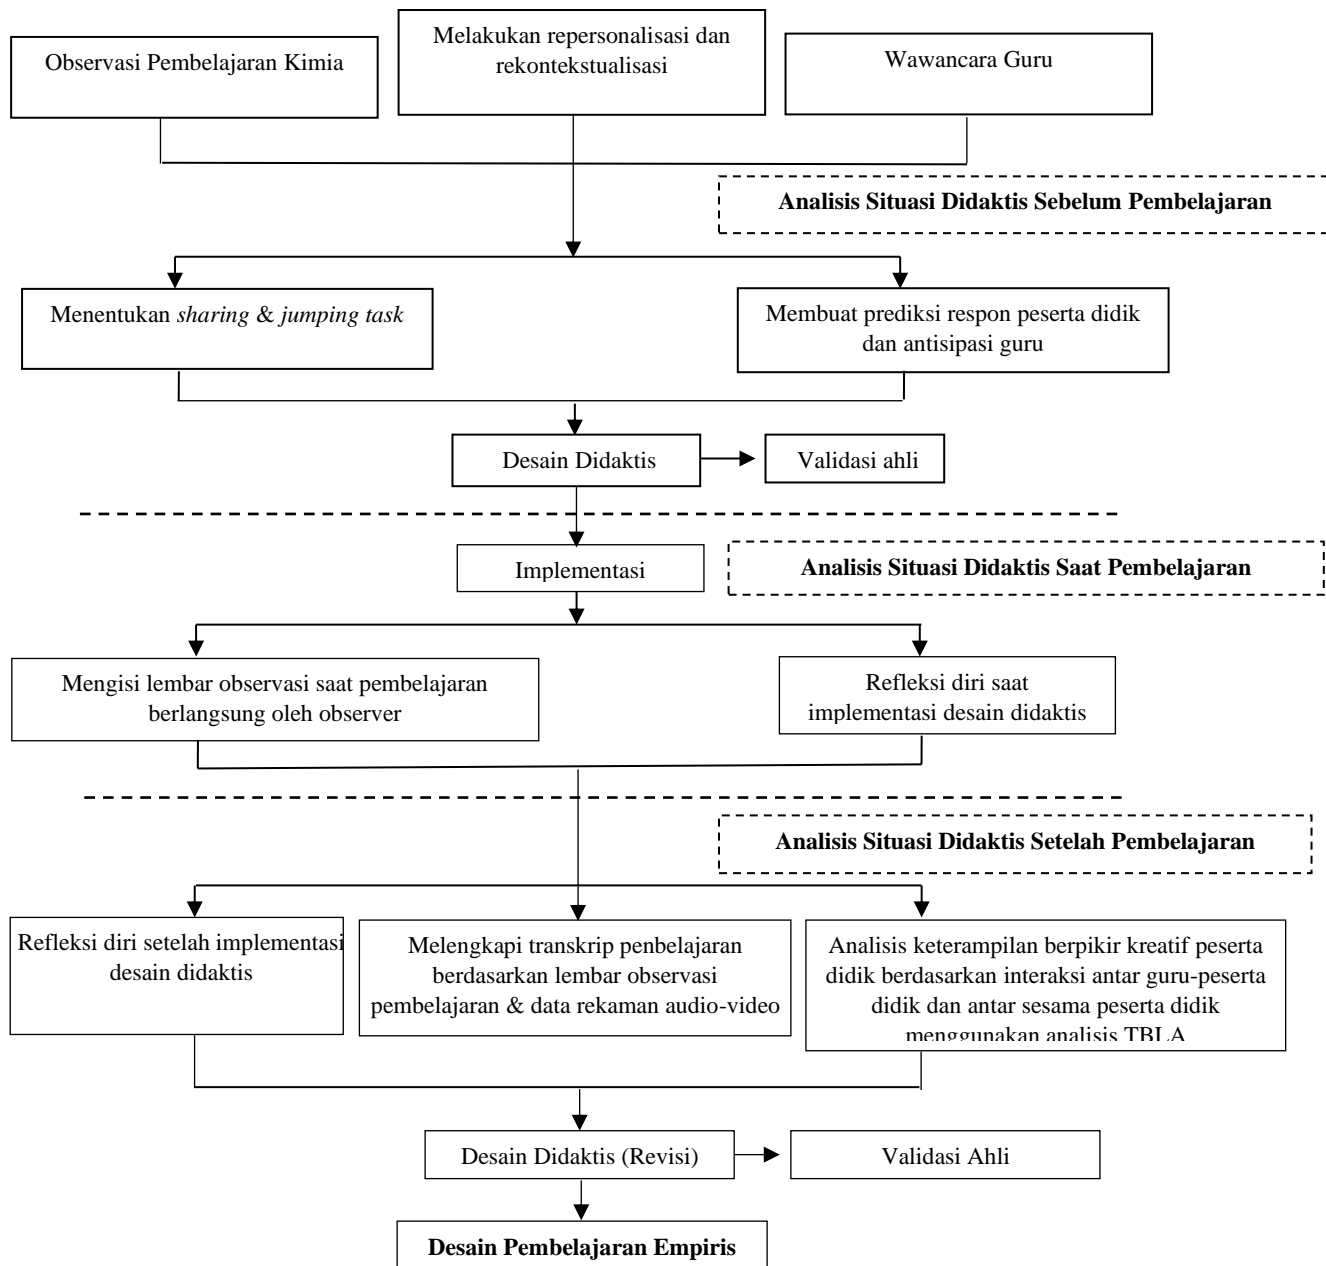 Observasi Pembelajaran Kimia
Melakukan repersonalisasi dan
rekontekstualisasi
Wawancara Guru
Analisis Situasi Didaktis Sebelum Pembelajaran
Menentukan sharing & jumping task
Membuat prediksi respon peserta didik
dan antisipasi guru
Desain Didaktis
Validasi ahli
Implementasi
Analisis Situasi Didaktis Saat Pembelajaran
Mengisi lembar observasi saat pembelajaran
berlangsung oleh observer
Refleksi diri saat
implementasi desain didaktis
Analisis Situasi Didaktis Setelah Pembelajaran
Refleksi diri setelah implementasi
desain didaktis
Melengkapi transkrip penbelajaran
berdasarkan lembar observasi
pembelajaran & data rekaman audio-video
Analisis keterampilan berpikir kreatif peserta
didik berdasarkan interaksi antar guru-peserta
didik dan antar sesama peserta didik
menggunakan analisis TBLA
Desain Didaktis (Revisi)
Validasi Ahli
Desain Pembelajaran Empiris